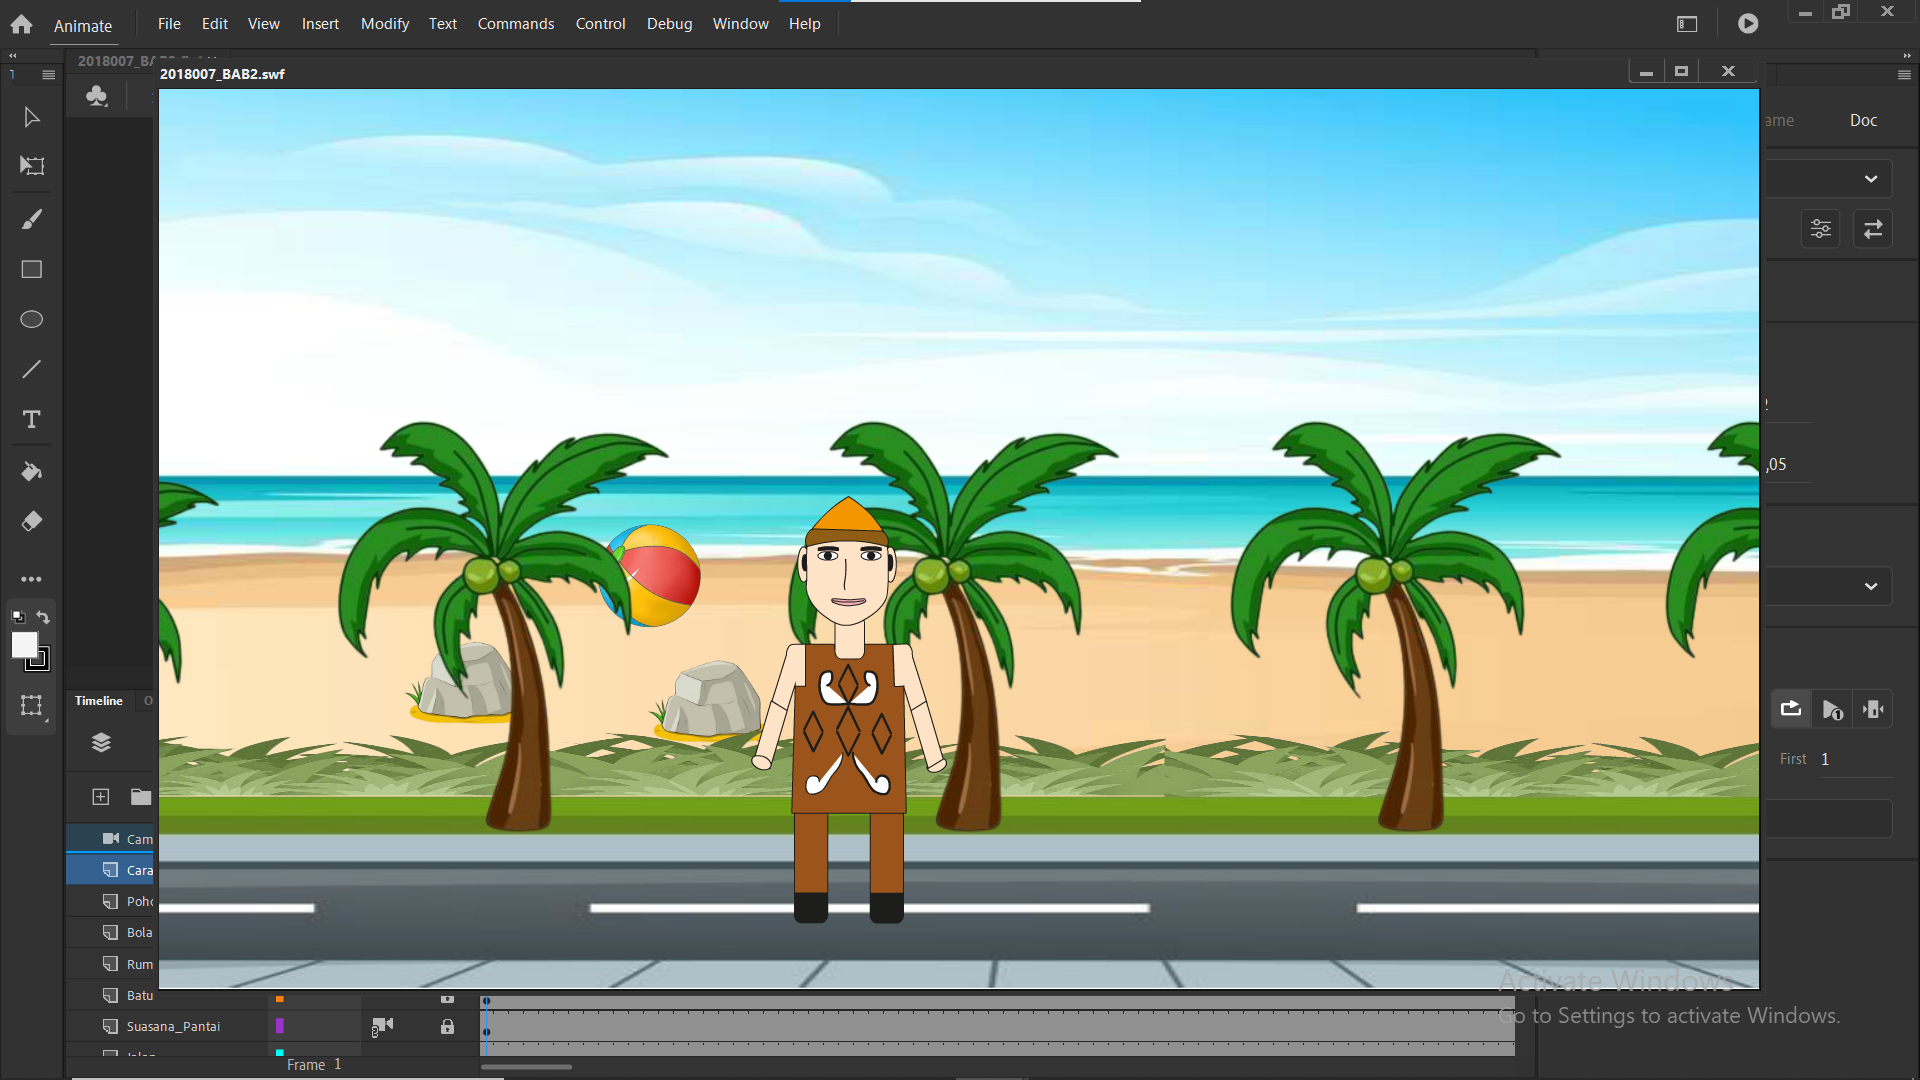 Animate File Edit View Insert Modify Text Commands Control Debug Window Help
2018007_BAB2.swf
Doc
,05
Timeline
First 1
Cam
Cara
Poho
Bola
Rum
Batu
Suasana_Pantai
Frame 1
Activate Windows
Go to Settings to activate Windows.